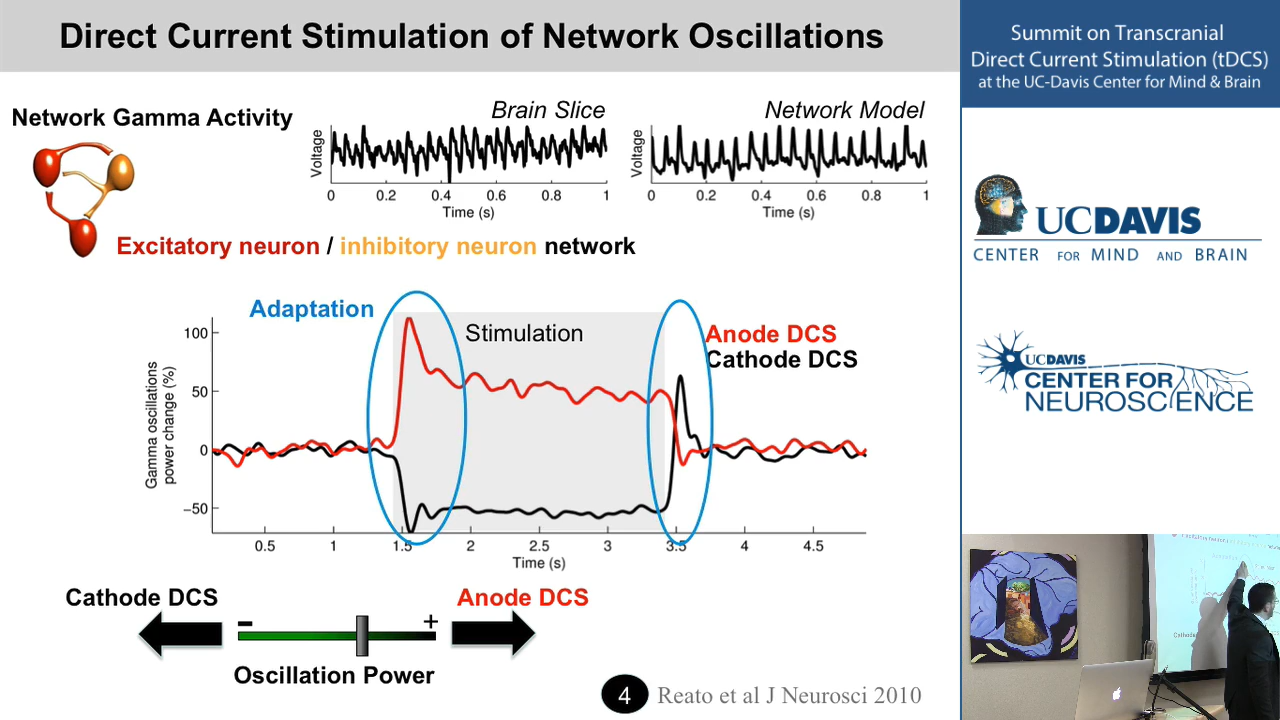 Direct Current Stimulation of Network Oscillations
Network Gamma Activity
Brain Slice
Voltage
0 0.2 0.4 0.6 0.8 1
Time (s)
Network Model
Voltage
0 0.2 0.4 0.6 0.8 1
Time (s)
Excitatory neuron / inhibitory neuron network
Adaptation
Stimulation
Anode DCS
Cathode DCS
Gamma oscillations
power change (%)
100
50
0
−50
0.5 1 1.5 2 2.5 3 3.5 4 4.5
Time (s)
Cathode DCS
Anode DCS
- +
Oscillation Power
4 Reato et al J Neurosci 2010
Summit on Transcranial
Direct Current Stimulation (tDCS)
at the UC-Davis Center for Mind & Brain
UCDAVIS
CENTER FOR MIND AND BRAIN
UCDAVIS
CENTER FOR
NEUROSCIENCE